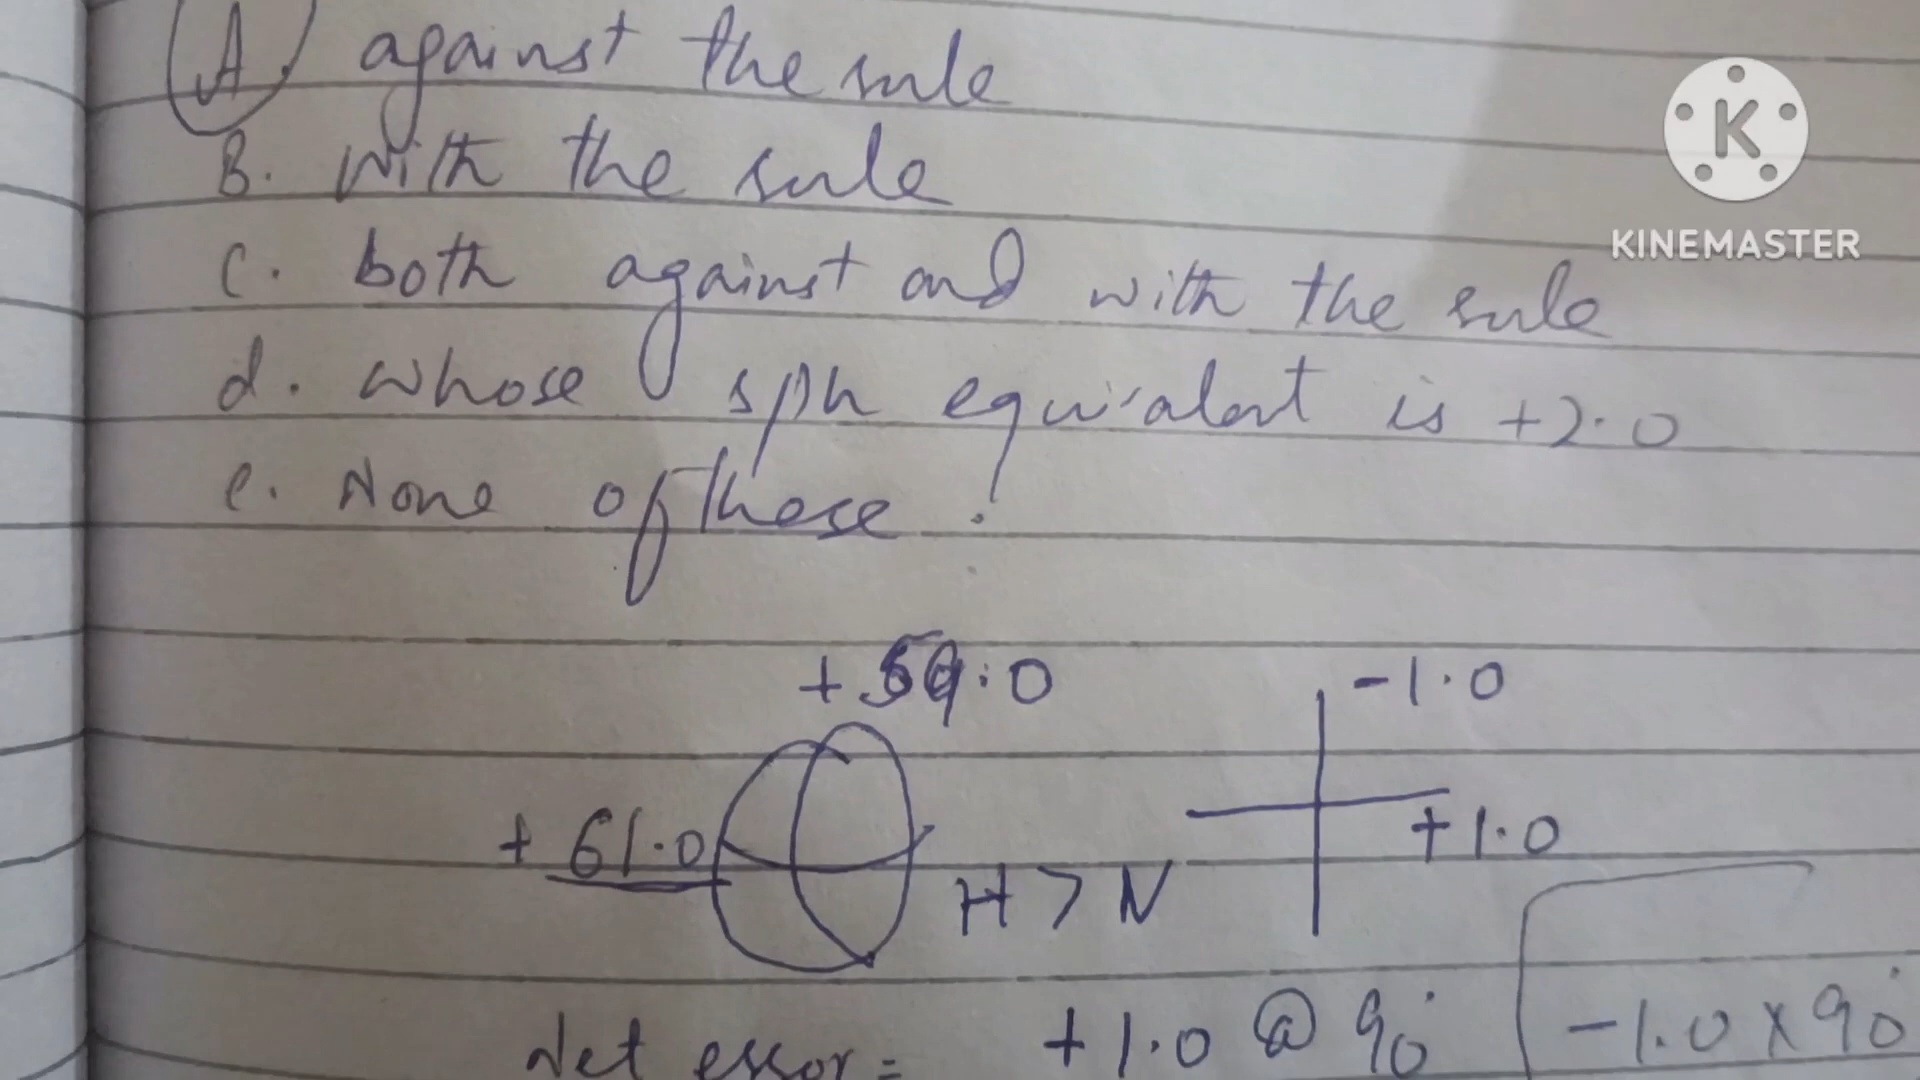 A. against the rule
B. With the rule
C. both against and with the rule
d. whose sph equivalent is +2.0
e. None of these.
K
KINEMASTER
+59.0
-1.0
+61.0
+1.0
H > N
Net error = +1.0 @ 90°
-1.0 x 90°